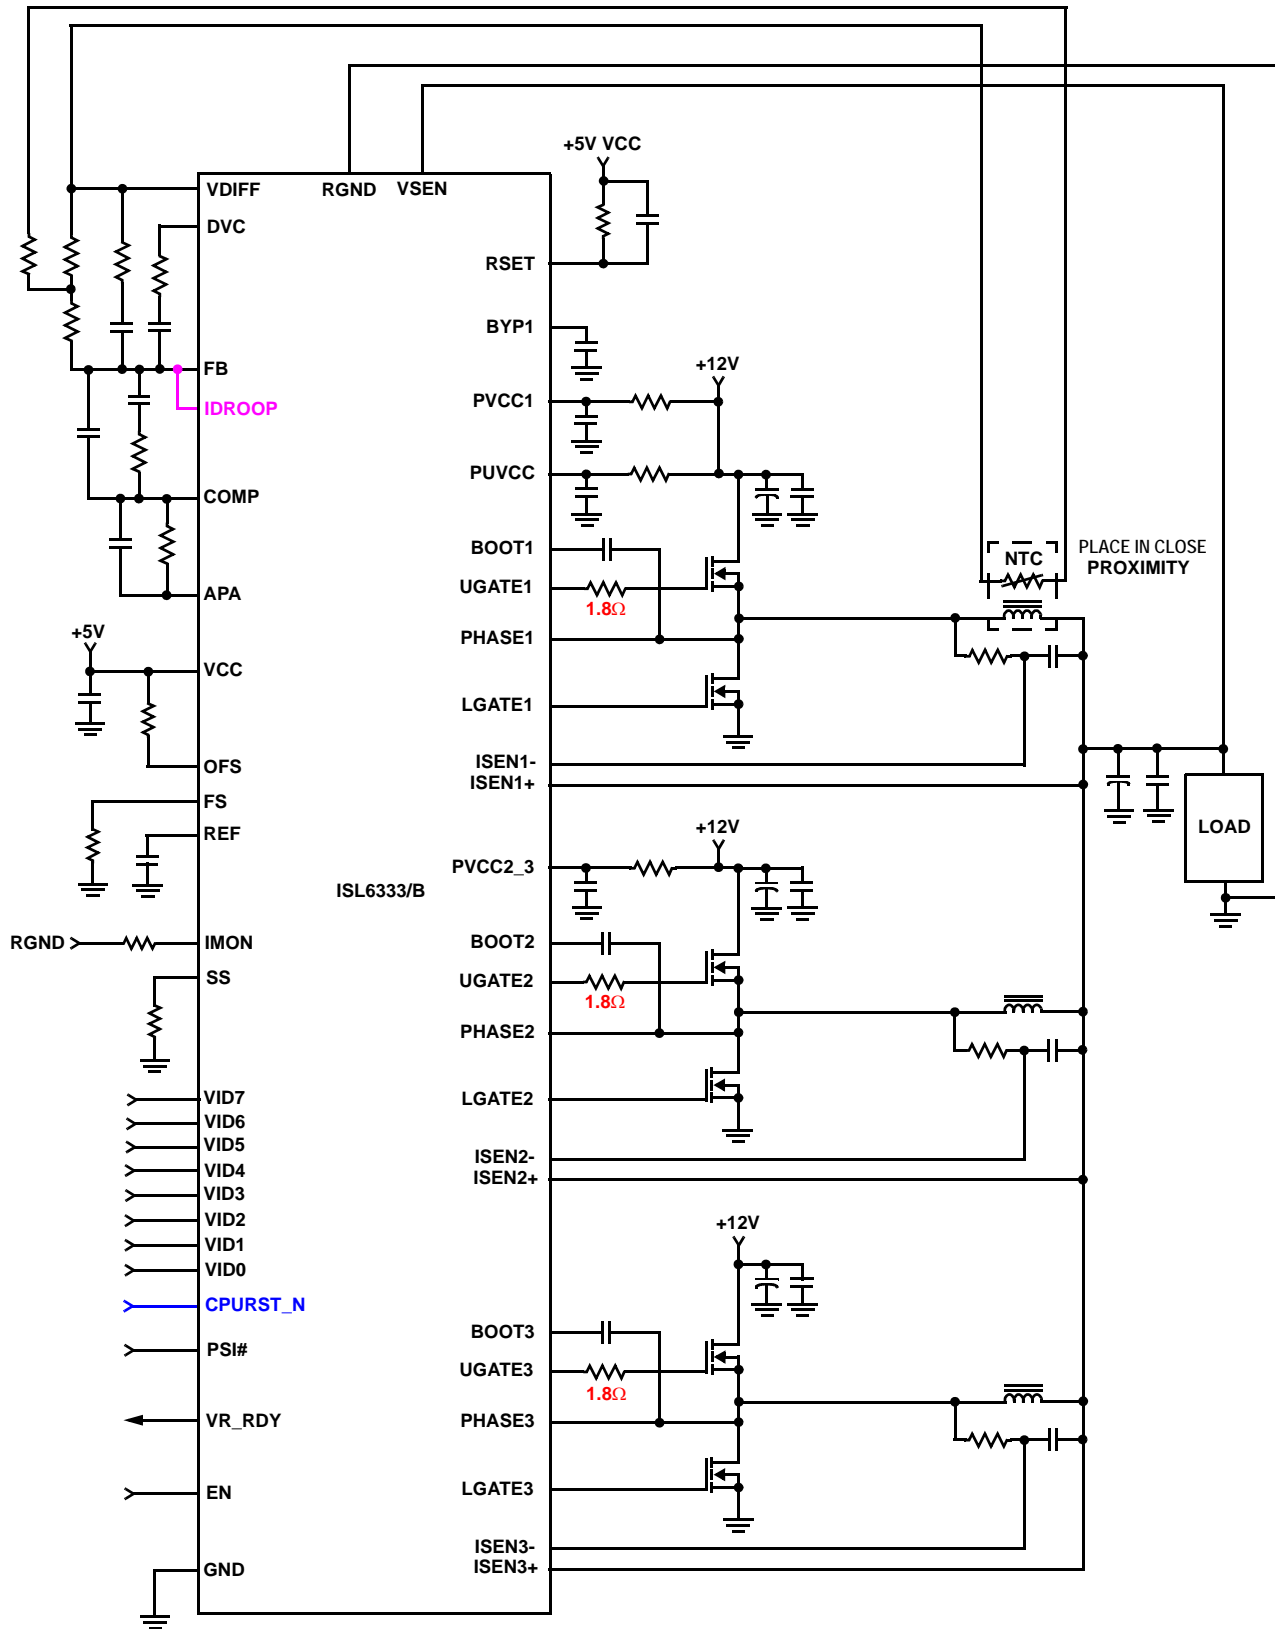 +5V VCC
VDIFF
RGND
VSEN
DVC
RSET
BYP1
+12V
FB
IDROOP
PVCC1
PUVCC
COMP
BOOT1
NTC
PLACE IN CLOSE
PROXIMITY
UGATE1
1.8Ω
APA
+5V
PHASE1
VCC
LGATE1
OFS
ISEN1-
ISEN1+
FS
REF
+12V
LOAD
PVCC2_3
ISL6333/B
RGND
IMON
BOOT2
SS
UGATE2
1.8Ω
PHASE2
VID7
LGATE2
VID6
VID5
ISEN2-
VID4
ISEN2+
VID3
VID2
+12V
VID1
VID0
CPURST_N
BOOT3
PSI#
UGATE3
1.8Ω
VR_RDY
PHASE3
EN
LGATE3
ISEN3-
ISEN3+
GND